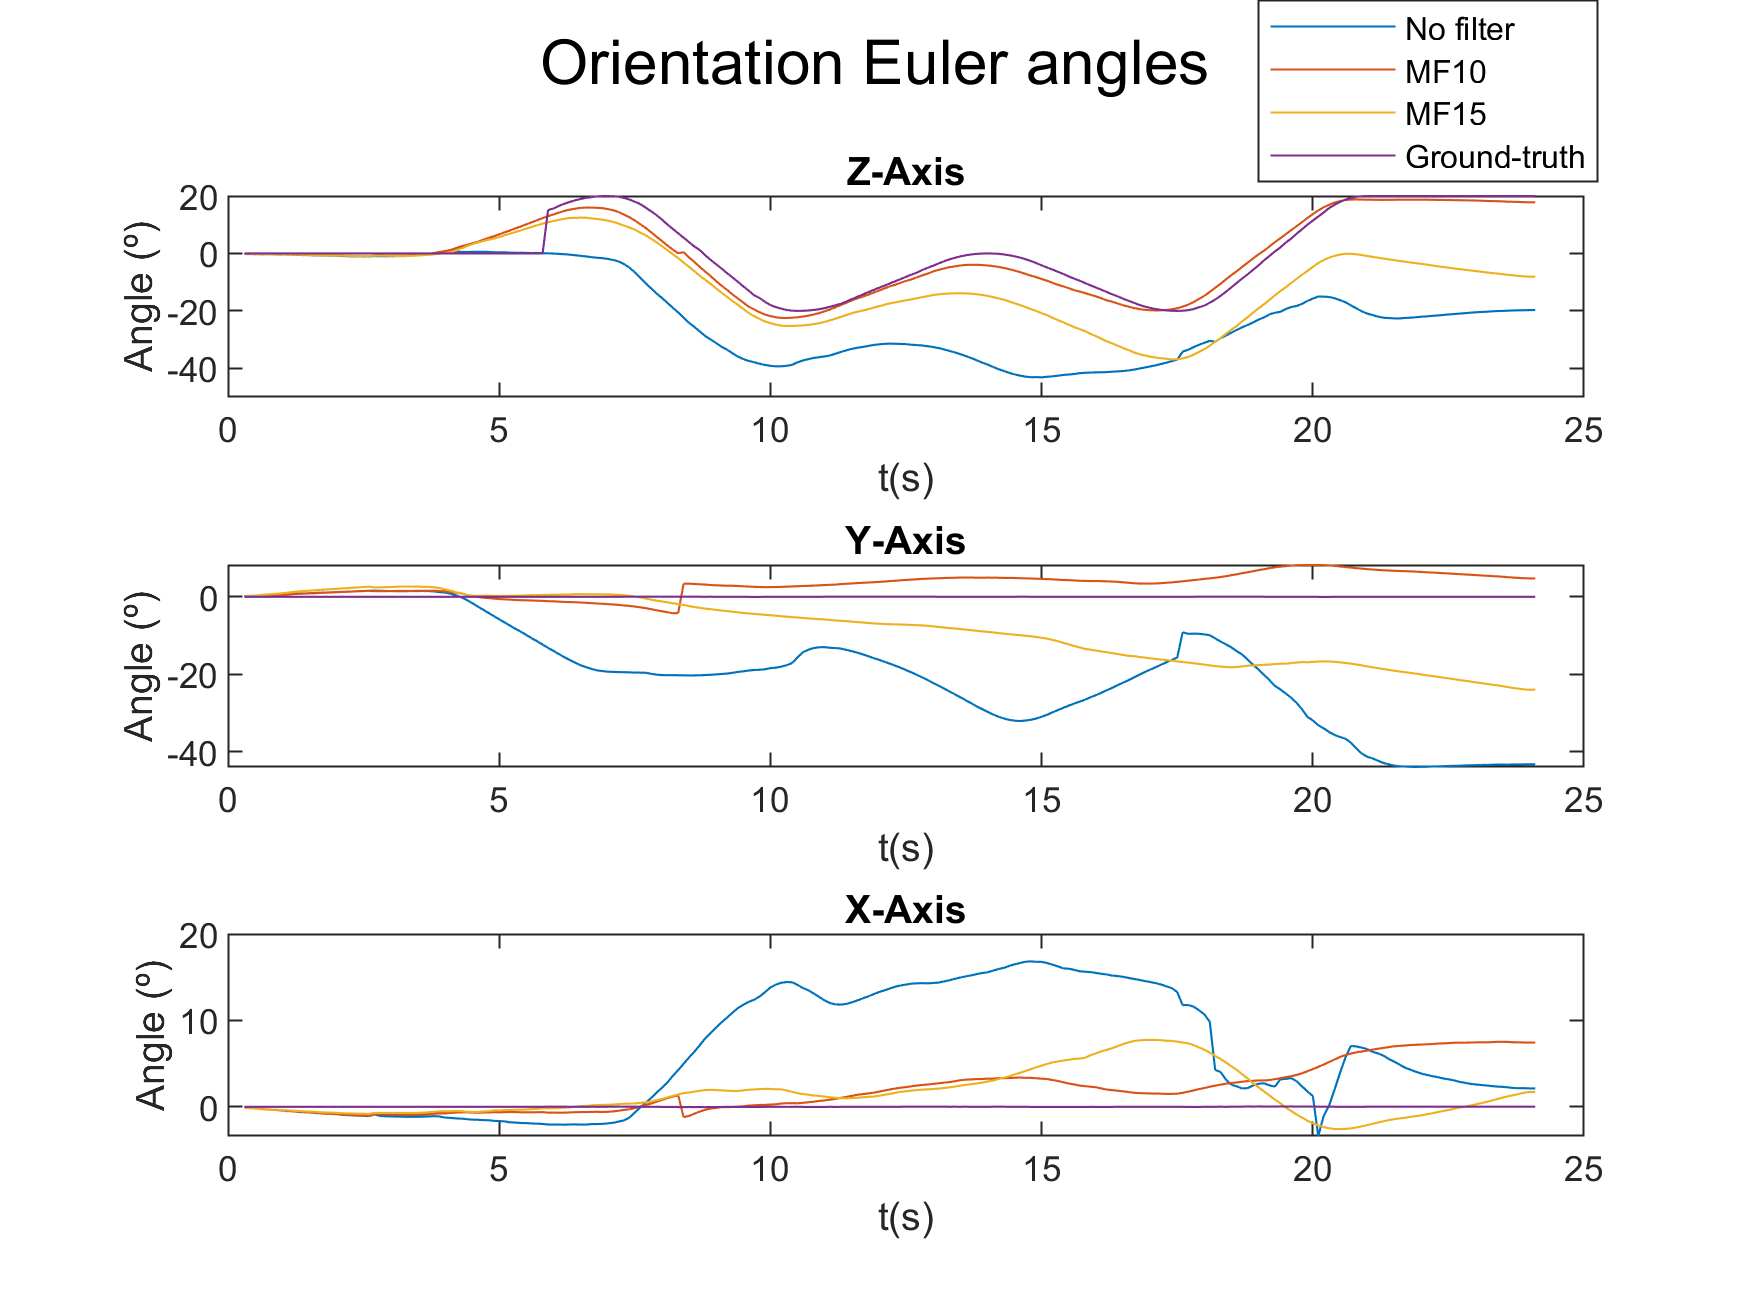 Orientation Euler angles
No filter
MF10
MF15
Ground-truth
Z-Axis
Angle (º)
20
0
-20
-40
0 5 10 15 20 25
t(s)
Y-Axis
Angle (º)
0
-20
-40
0 5 10 15 20 25
t(s)
X-Axis
Angle (º)
20
10
0
0 5 10 15 20 25
t(s)